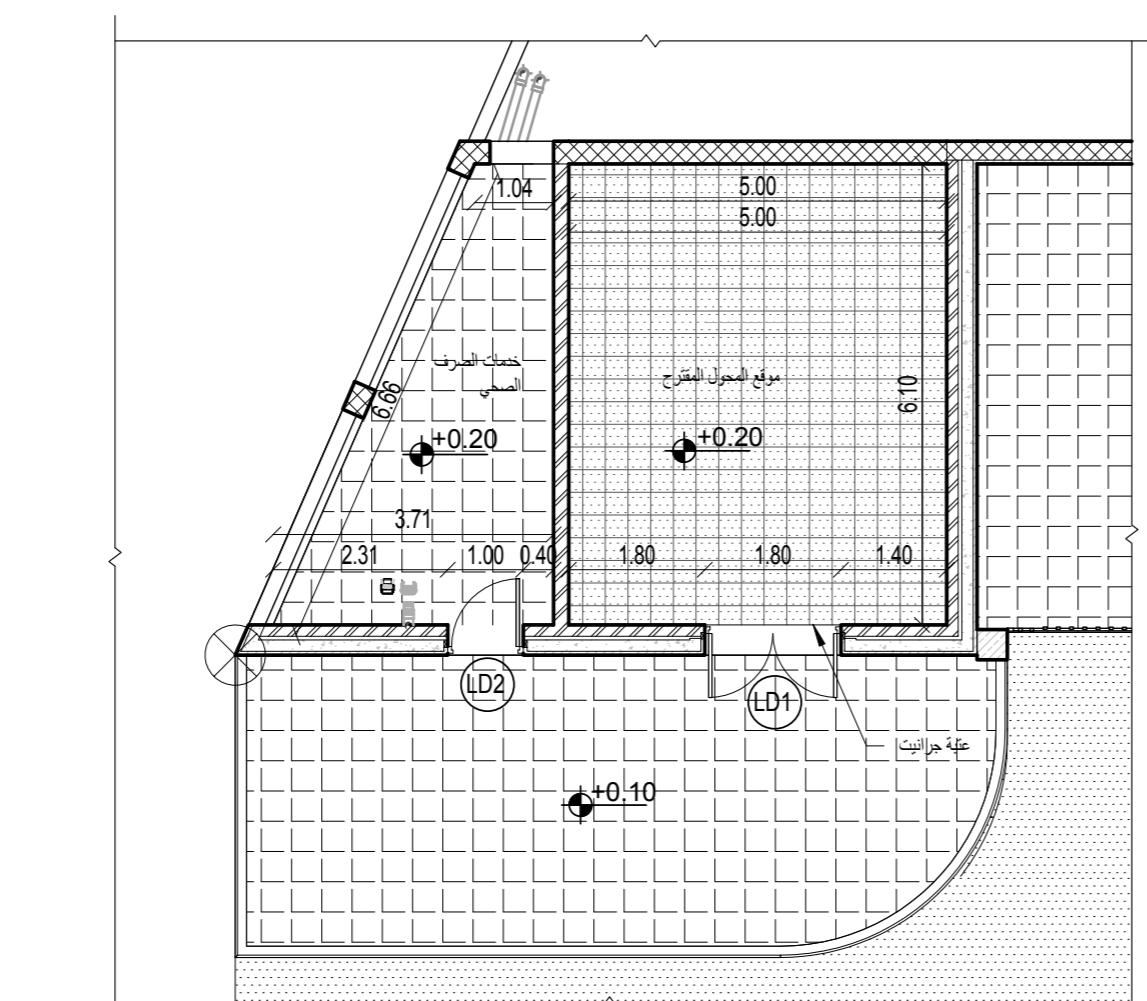 1.04
5.00
5.00
خدمات الصرف
الصحي
موقع المحول المقترح
6.66
6.10
+0.20
+0.20
3.71
2.31
1.00
0.40
1.80
1.80
1.40
LD2
LD1
عتبة جرانيت
+0.10